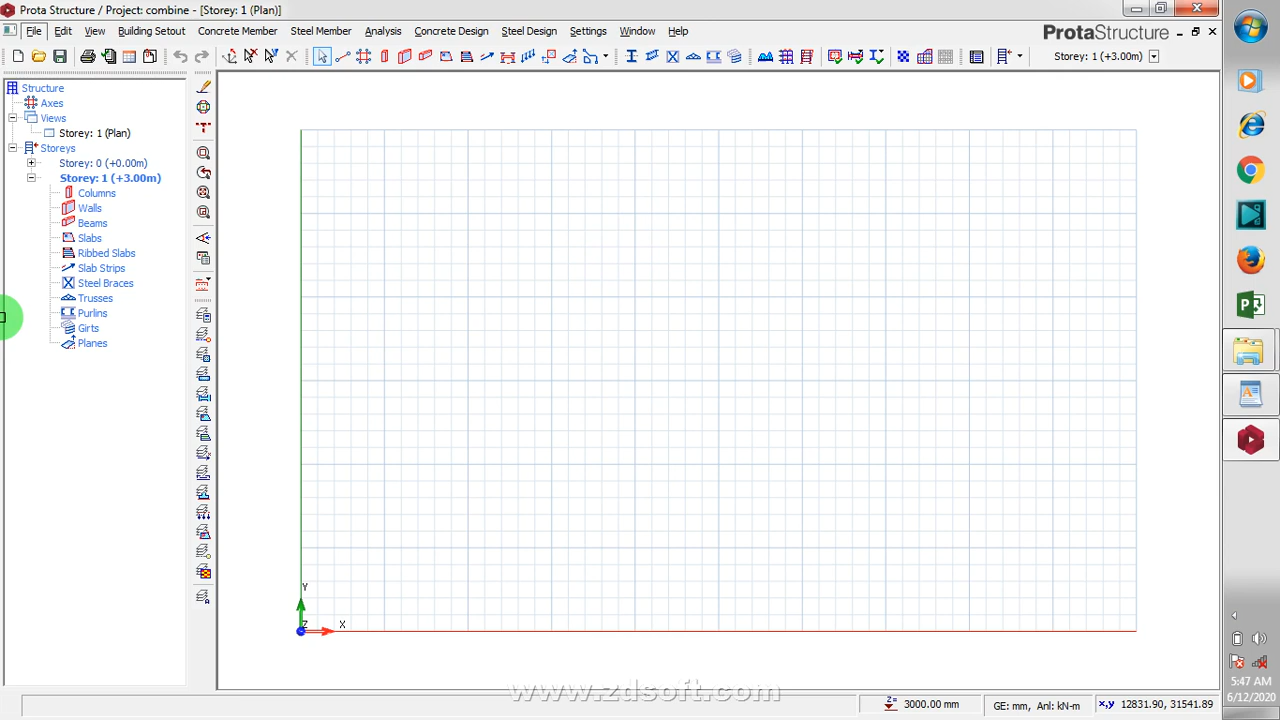 Prota Structure / Project: combine - [Storey: 1 (Plan)]
File Edit View Building Setout Concrete Member Steel Member Analysis Concrete Design Steel Design Settings Window Help
ProtaStructure
Storey: 1 (+3.00m)
Structure
Axes
Views
Storey: 1 (Plan)
Storeys
Storey: 0 (+0.00m)
Storey: 1 (+3.00m)
Columns
Walls
Beams
Slabs
Ribbed Slabs
Slab Strips
Steel Braces
Trusses
Purlins
Girts
Planes
Y
Z
X
www.zdsoft.com
Z= 3000.00 mm
GE: mm, Anl: kN-m
x,y 12831.90, 31541.89
5:47 AM
6/12/2020